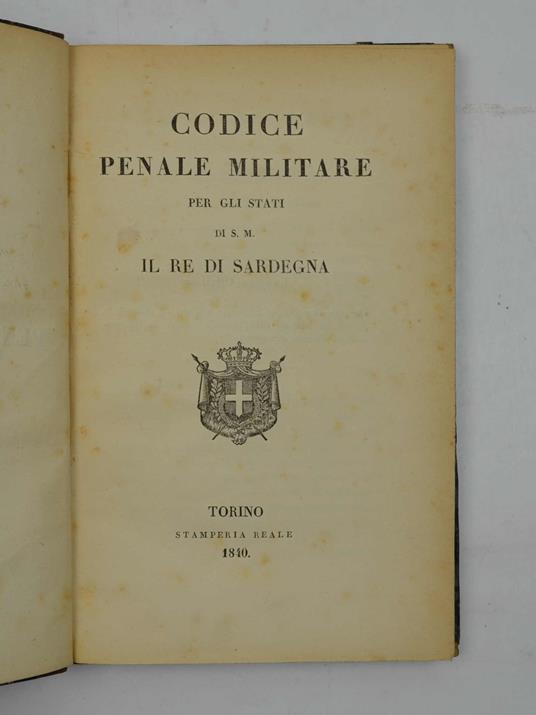 CODICE
PENALE MILITARE
PER GLI STATI
DI S. M.
IL RE DI SARDEGNA
TORINO
STAMPERIA REALE
1840.